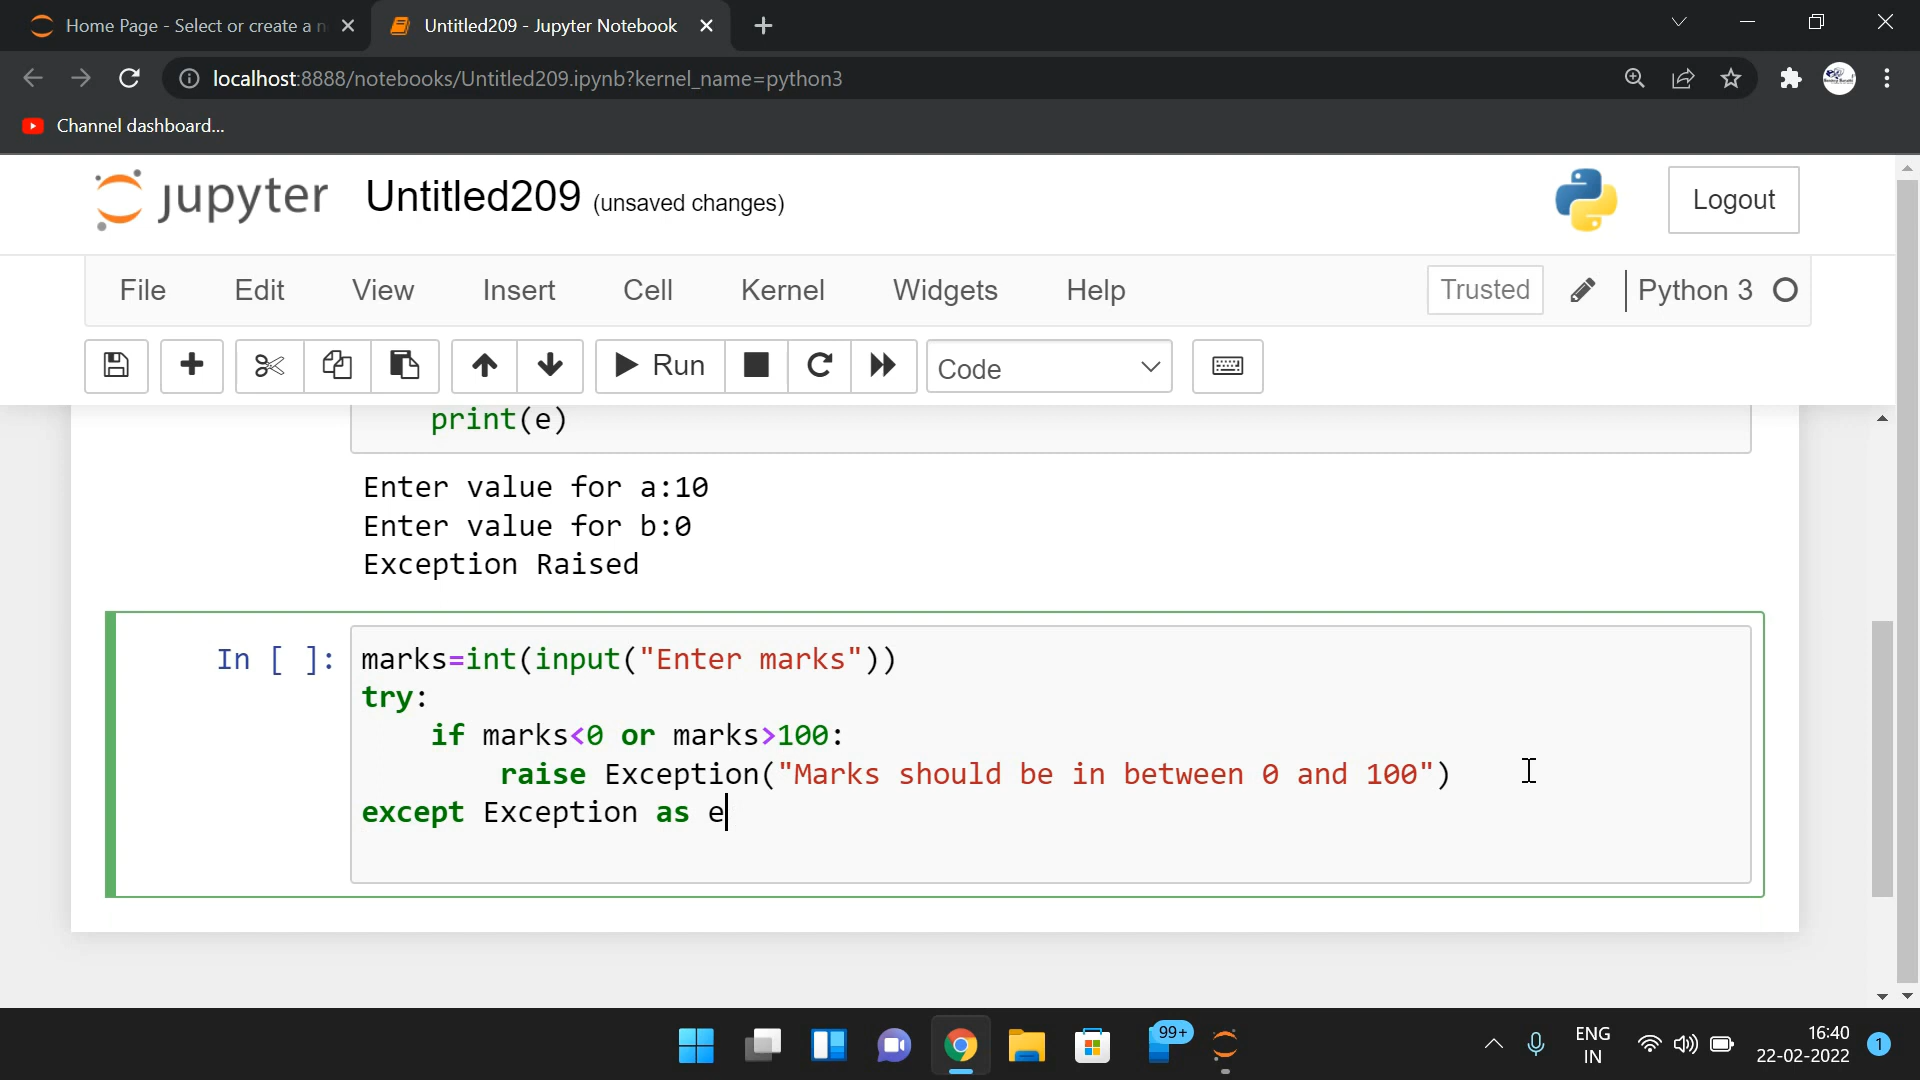 Home Page - Select or create a n
Untitled209 - Jupyter Notebook
localhost:8888/notebooks/Untitled209.ipynb?kernel_name=python3
Channel dashboard...
jupyter Untitled209 (unsaved changes)
Logout
File Edit View Insert Cell Kernel Widgets Help
Trusted
Python 3
Run
Code
print(e)
Enter value for a:10
Enter value for b:0
Exception Raised
In [ ]:
marks=int(input("Enter marks"))
try:
if marks<0 or marks>100:
raise Exception("Marks should be in between 0 and 100")
except Exception as e
99+
ENG
IN
16:40
22-02-2022
1